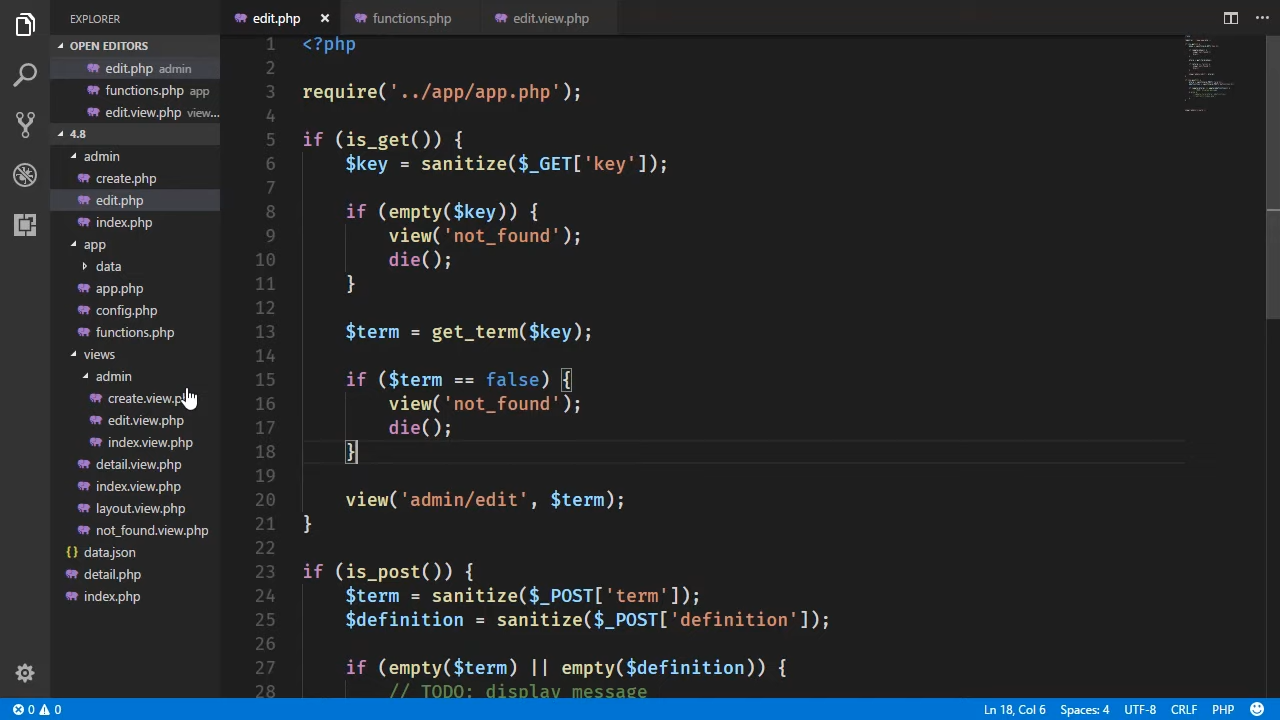 EXPLORER
OPEN EDITORS
edit.php admin
functions.php app
edit.view.php view...
4.8
admin
create.php
edit.php
index.php
app
data
app.php
config.php
functions.php
views
admin
create.view.p
edit.view.php
index.view.php
detail.view.php
index.view.php
layout.view.php
not_found.view.php
{} data.json
detail.php
index.php
edit.php × functions.php edit.view.php
1 <?php
2
3 require('../app/app.php');
4
5 if (is_get()) {
6 $key = sanitize($_GET['key']);
7
8 if (empty($key)) {
9 view('not_found');
10 die();
11 }
12
13 $term = get_term($key);
14
15 if ($term == false) {
16 view('not_found');
17 die();
18 }
19
20 view('admin/edit', $term);
21 }
22
23 if (is_post()) {
24 $term = sanitize($_POST['term']);
25 $definition = sanitize($_POST['definition']);
26
27 if (empty($term) || empty($definition)) {
28 // TODO: display message
0 0 Ln 18, Col 6 Spaces: 4 UTF-8 CRLF PHP